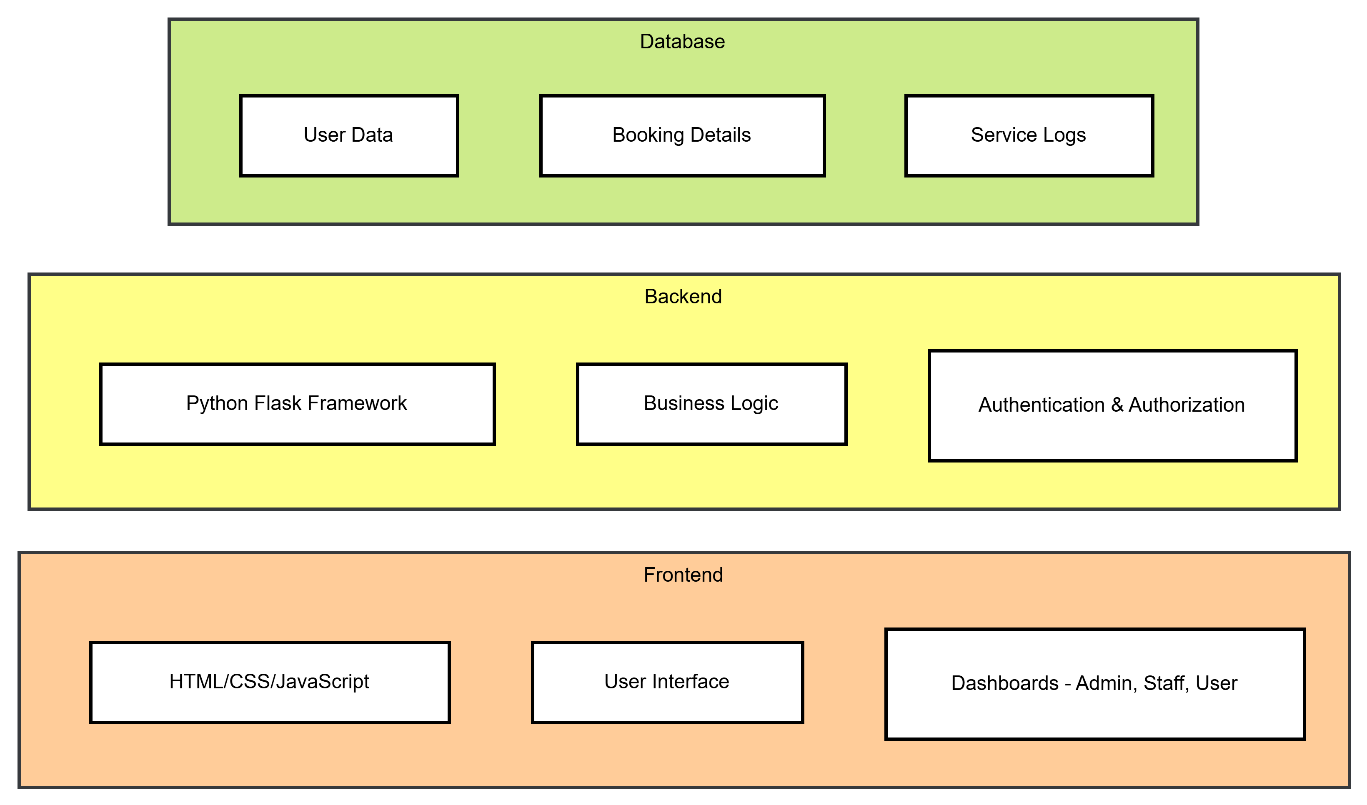 Database
User Data
Booking Details
Service Logs
Backend
Python Flask Framework
Business Logic
Authentication & Authorization
Frontend
HTML/CSS/JavaScript
User Interface
Dashboards - Admin, Staff, User